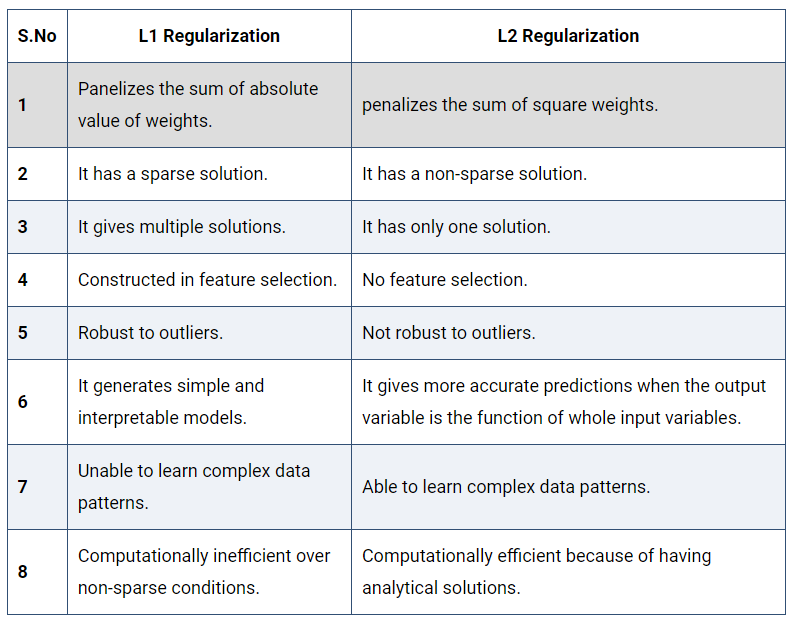 S.No L1 Regularization L2 Regularization
1 Panelizes the sum of absolute
value of weights. penalizes the sum of square weights.
2 It has a sparse solution. It has a non-sparse solution.
3 It gives multiple solutions. It has only one solution.
4 Constructed in feature selection. No feature selection.
5 Robust to outliers. Not robust to outliers.
6 It generates simple and
interpretable models. It gives more accurate predictions when the output
variable is the function of whole input variables.
7 Unable to learn complex data
patterns. Able to learn complex data patterns.
8 Computationally inefficient over
non-sparse conditions. Computationally efficient because of having
analytical solutions.